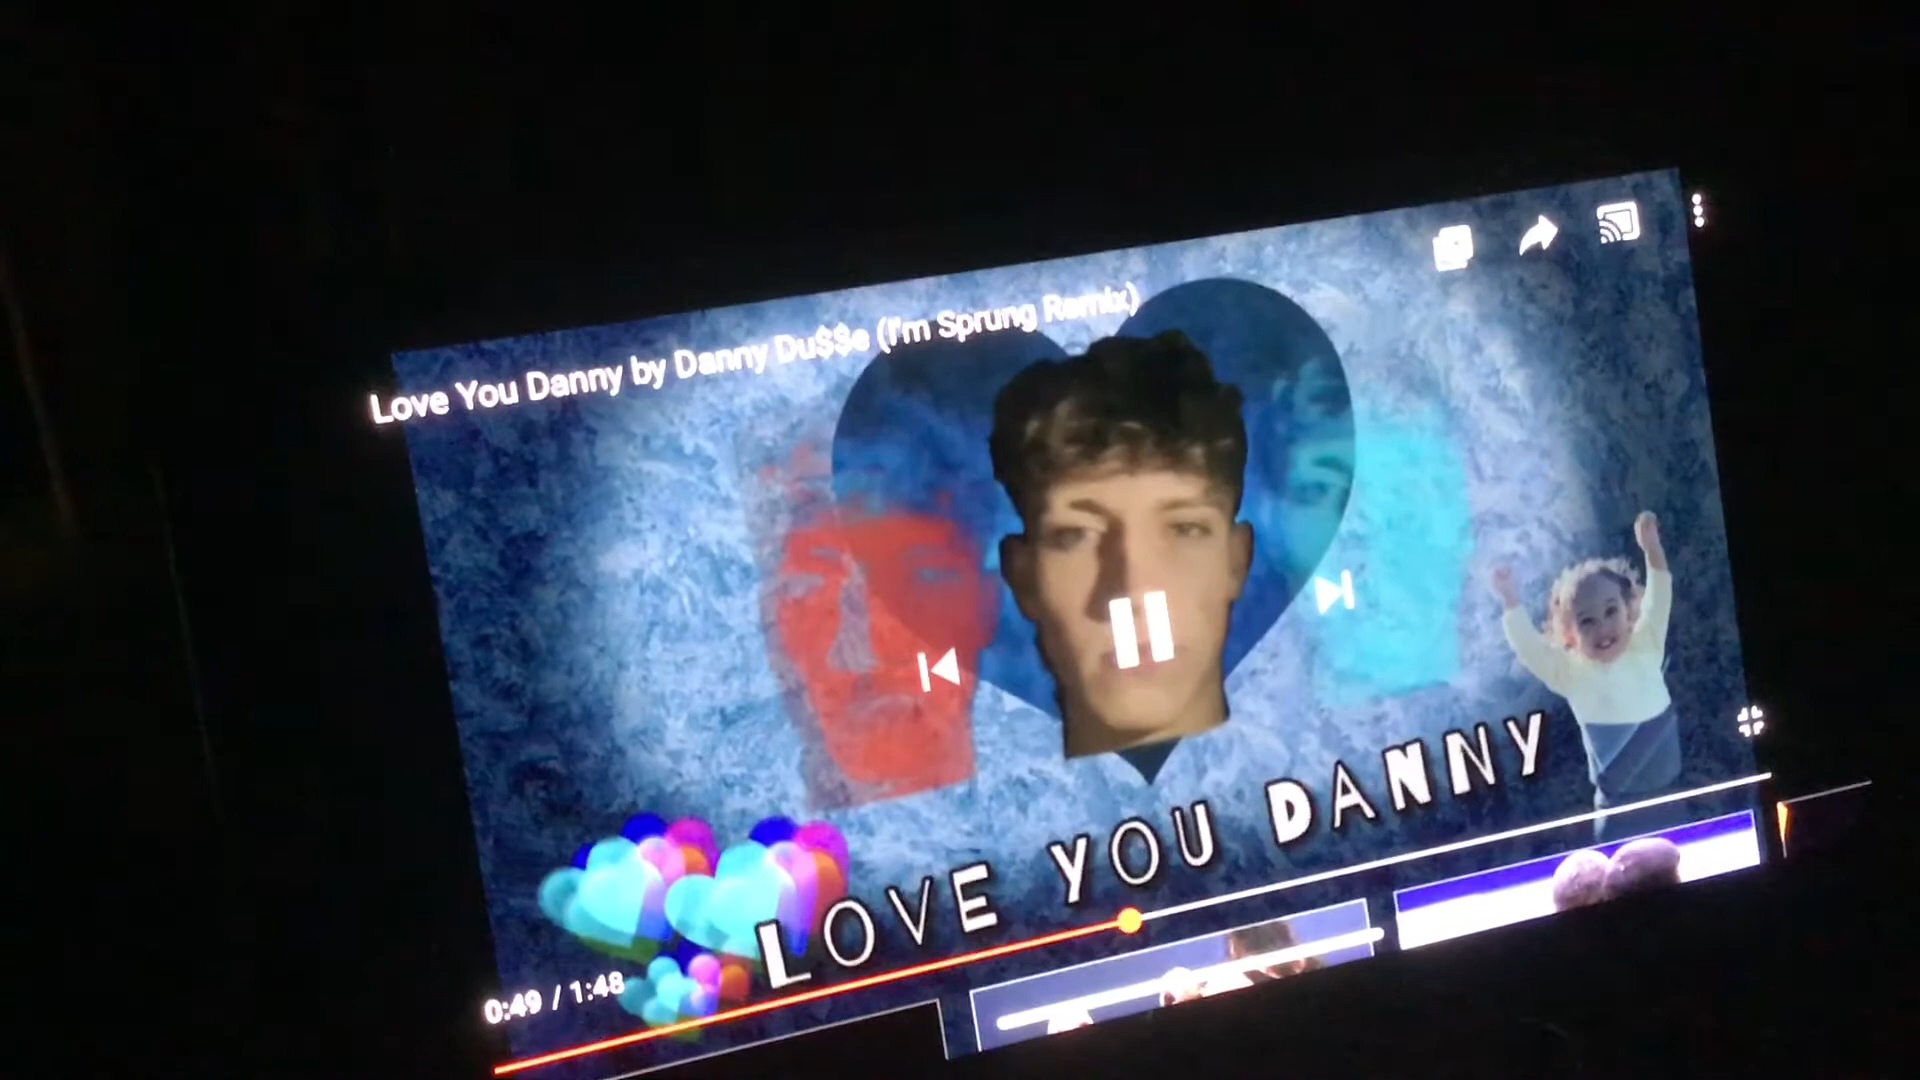 Love You Danny by Danny Du$$e (I'm Sprung Remix)
LOVE YOU DANNY
0:49 / 1:48